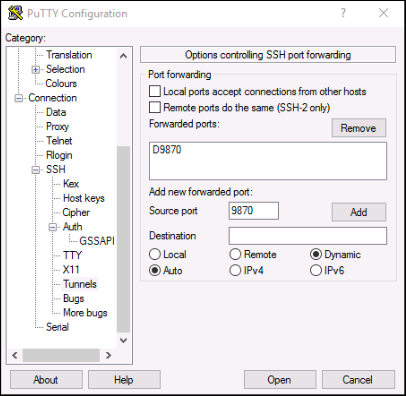 PuTTY Configuration
Category:
Translation
Selection
Colours
Connection
Data
Proxy
Telnet
Rlogin
SSH
Kex
Host keys
Cipher
Auth
GSSAPI
TTY
X11
Tunnels
Bugs
More bugs
Serial
Options controlling SSH port forwarding
Port forwarding
Local ports accept connections from other hosts
Remote ports do the same (SSH-2 only)
Forwarded ports: Remove
D9870
Add new forwarded port:
Source port 9870 Add
Destination
Local Remote Dynamic
Auto IPv4 IPv6
About Help Open Cancel